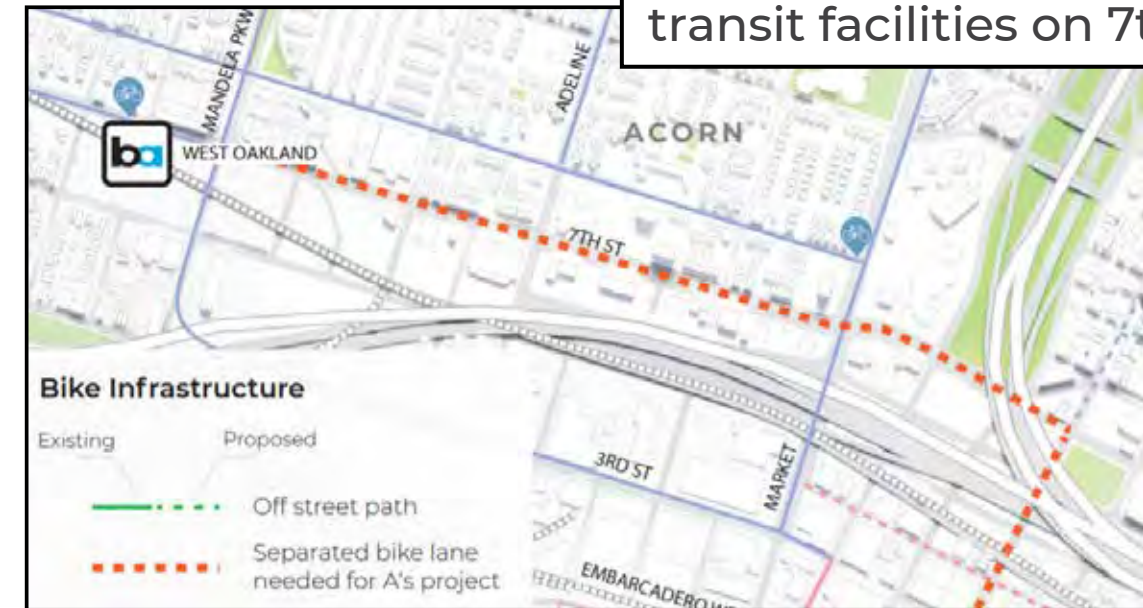 transit facilities on 7t
MANDELA PKW
ADELINE
ACORN
ba
WEST OAKLAND
7TH ST
Bike Infrastructure
Existing Proposed
Off street path
Separated bike lane
needed for A's project
3RD ST
MARKET
EMBARCADERO W